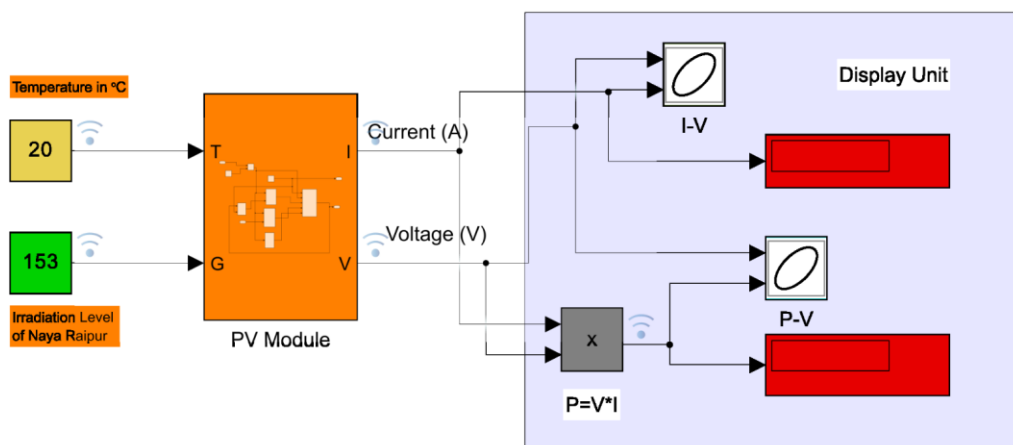 Temperature in °C
20
T
Current (A)
I
I-V
Display Unit
153
G
Voltage (V)
V
Irradiation Level
of Naya Raipur
PV Module
x
P-V
P=V*I